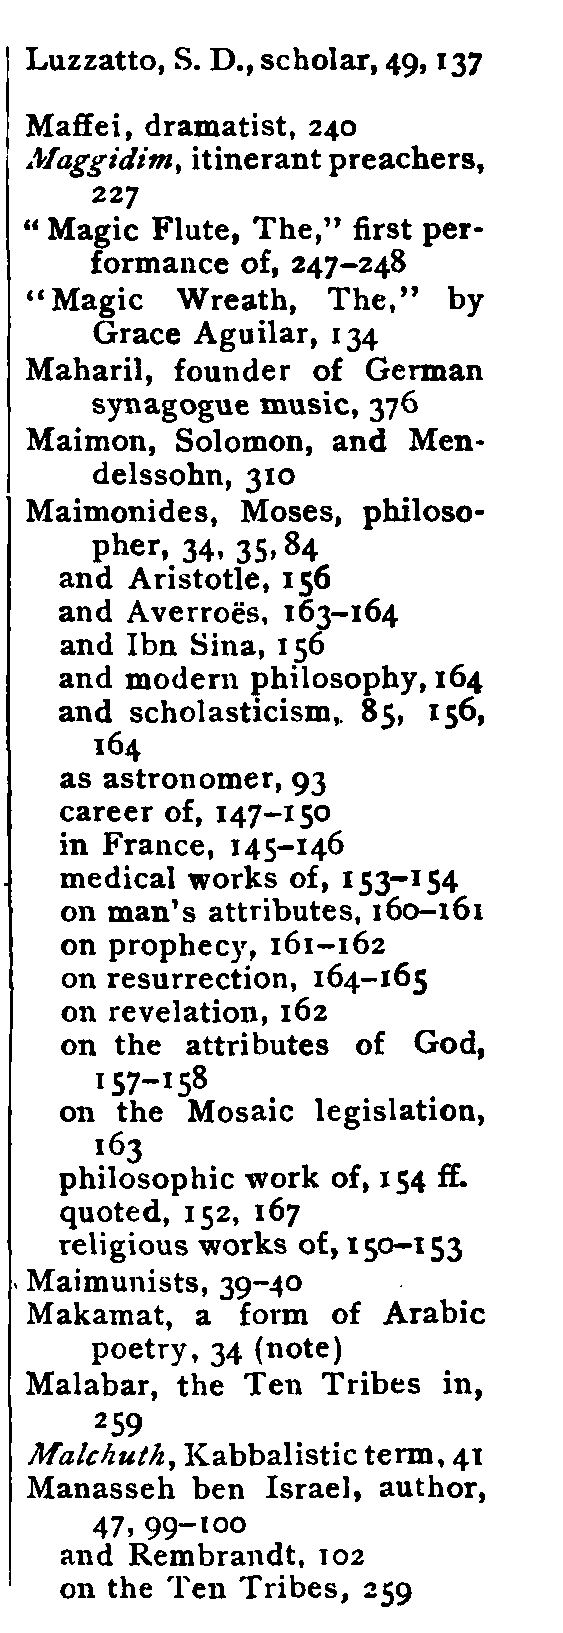 Luzzatto, S. D., scholar, 49, 137
Maffei, dramatist, 240
Maggidim, itinerant preachers,
227
“Magic Flute, The,” first per-
formance of, 247–248
“Magic Wreath, The,” by
Grace Aguilar, 134
Maharil, founder of German
synagogue music, 376
Maimon, Solomon, and Men-
delssohn, 310
Maimonides, Moses, philoso-
pher, 34, 35, 84
and Aristotle, 156
and Averroës, 163–164
and Ibn Sina, 156
and modern philosophy, 164
and scholasticism, 85, 156,
164
as astronomer, 93
career of, 147–150
in France, 145–146
medical works of, 153–154
on man’s attributes, 160–161
on prophecy, 161–162
on resurrection, 164–165
on revelation, 162
on the attributes of God,
157–158
on the Mosaic legislation,
163
philosophic work of, 154 ff.
quoted, 152, 167
religious works of, 150–153
Maimunists, 39–40
Makamat, a form of Arabic
poetry, 34 (note)
Malabar, the Ten Tribes in,
259
Malchuth, Kabbalistic term, 41
Manasseh ben Israel, author,
47, 99–100
and Rembrandt, 102
on the Ten Tribes, 259